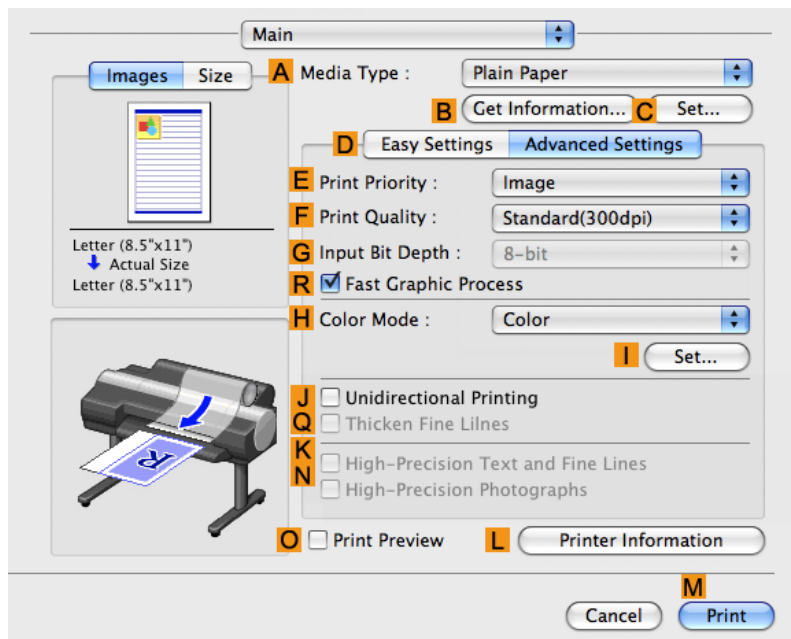 Main
Images Size
A Media Type : Plain Paper
B Get Information... C Set...
D Easy Settings Advanced Settings
E Print Priority : Image
F Print Quality : Standard(300dpi)
G Input Bit Depth : 8-bit
R Fast Graphic Process
H Color Mode : Color
I Set...
J Unidirectional Printing
Q Thicken Fine Lilnes
K High-Precision Text and Fine Lines
N High-Precision Photographs
O Print Preview L Printer Information
Letter (8.5"x11")
Actual Size
Letter (8.5"x11")
R
M
Cancel Print